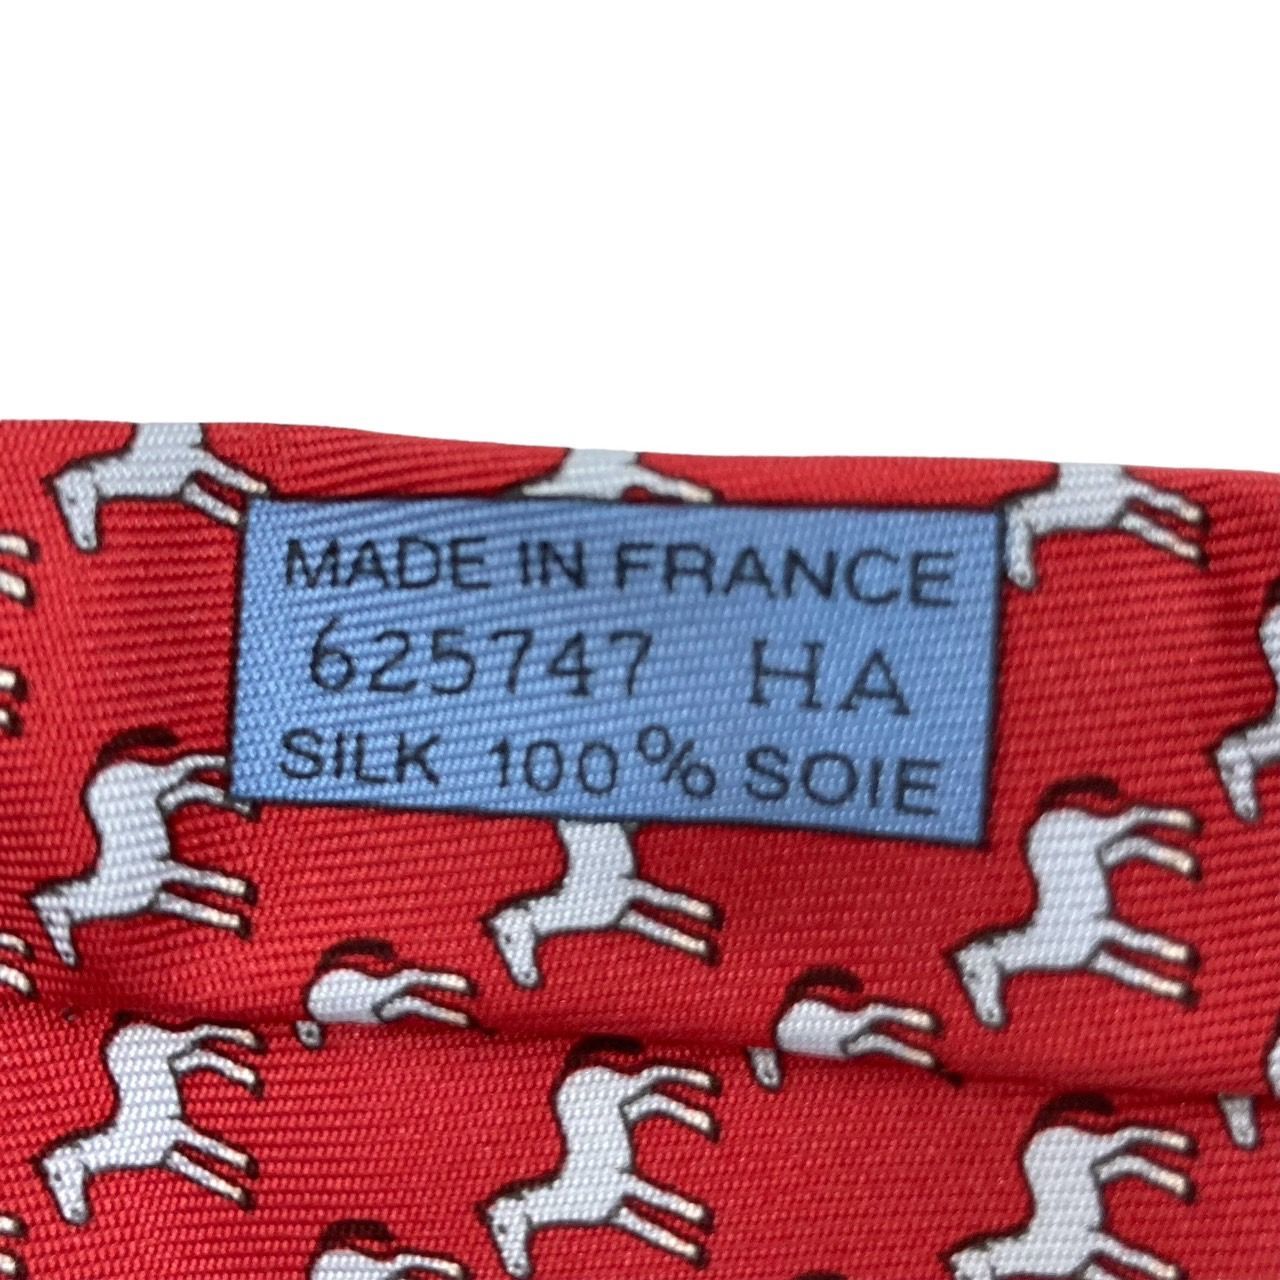 MADE IN FRANCE
625747 HA
SILK 100% SOIE